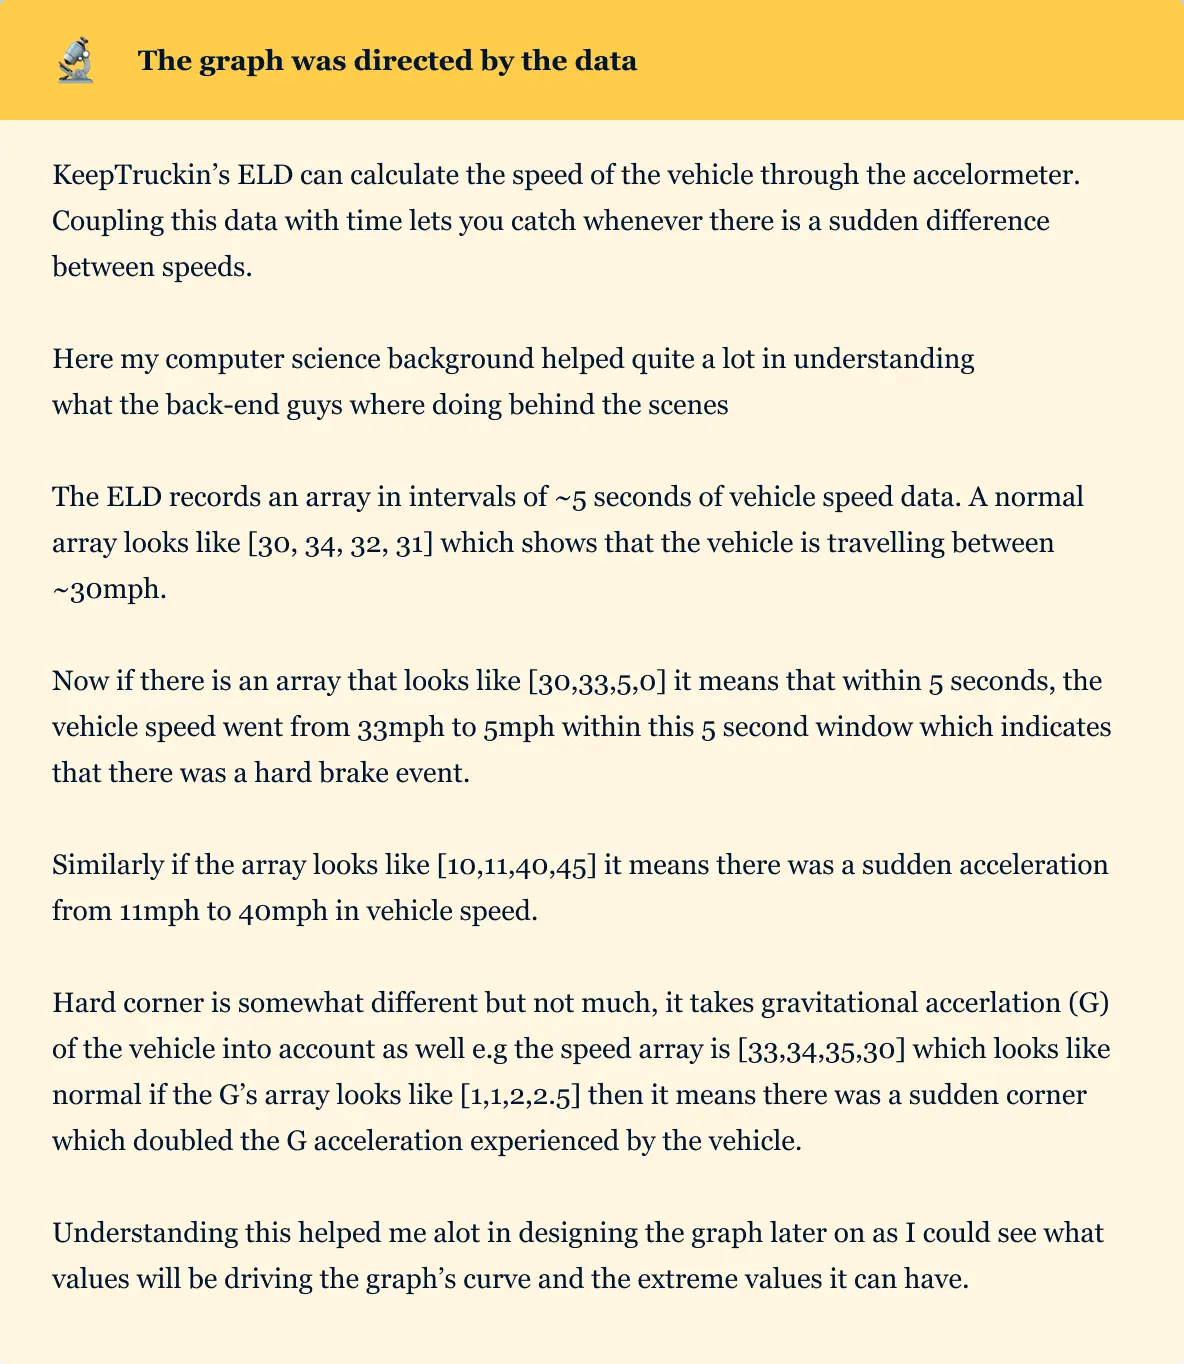 The graph was directed by the data
KeepTruckin’s ELD can calculate the speed of the vehicle through the accelormeter.
Coupling this data with time lets you catch whenever there is a sudden difference
between speeds.
Here my computer science background helped quite a lot in understanding
what the back-end guys where doing behind the scenes
The ELD records an array in intervals of ~5 seconds of vehicle speed data. A normal
array looks like [30, 34, 32, 31] which shows that the vehicle is travelling between
~30mph.
Now if there is an array that looks like [30,33,5,0] it means that within 5 seconds, the
vehicle speed went from 33mph to 5mph within this 5 second window which indicates
that there was a hard brake event.
Similarly if the array looks like [10,11,40,45] it means there was a sudden acceleration
from 11mph to 40mph in vehicle speed.
Hard corner is somewhat different but not much, it takes gravitational accerlation (G)
of the vehicle into account as well e.g the speed array is [33,34,35,30] which looks like
normal if the G’s array looks like [1,1,2,2.5] then it means there was a sudden corner
which doubled the G acceleration experienced by the vehicle.
Understanding this helped me alot in designing the graph later on as I could see what
values will be driving the graph’s curve and the extreme values it can have.